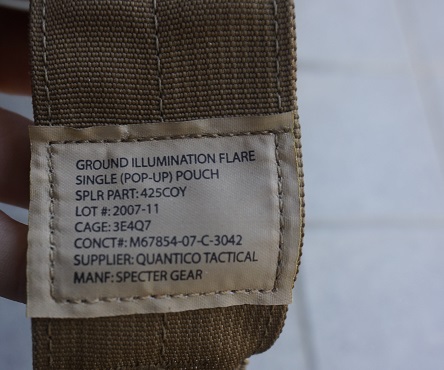 GROUND ILLUMINATION FLARE
SINGLE (POP-UP) POUCH
SPLR PART: 425COY
LOT #: 2007-11
CAGE: 3E4Q7
CONCT#: M67854-07-C-3042
SUPPLIER: QUANTICO TACTICAL
MANF: SPECTER GEAR